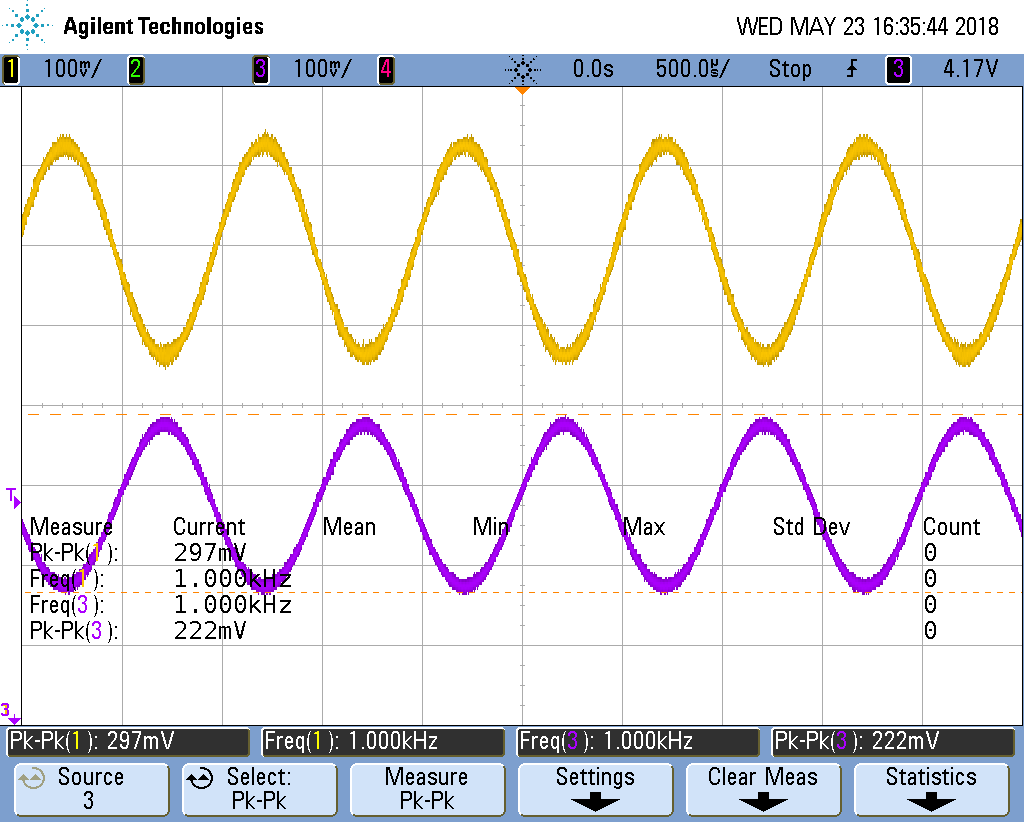 Agilent Technologies WED MAY 23 16:35:44 2018
1 100mV/ 2 3 100mV/ 4 0.0s 500.0µs/ Stop 3 4.17V
T
Measure Current Mean Min Max Std Dev Count
Pk-Pk(1): 297mV 0
Freq(1): 1.000kHz 0
Freq(3): 1.000kHz 0
Pk-Pk(3): 222mV 0
3
Pk-Pk(1): 297mV Freq(1): 1.000kHz Freq(3): 1.000kHz Pk-Pk(3): 222mV
Source Select: Measure Settings Clear Meas Statistics
3 Pk-Pk Pk-Pk